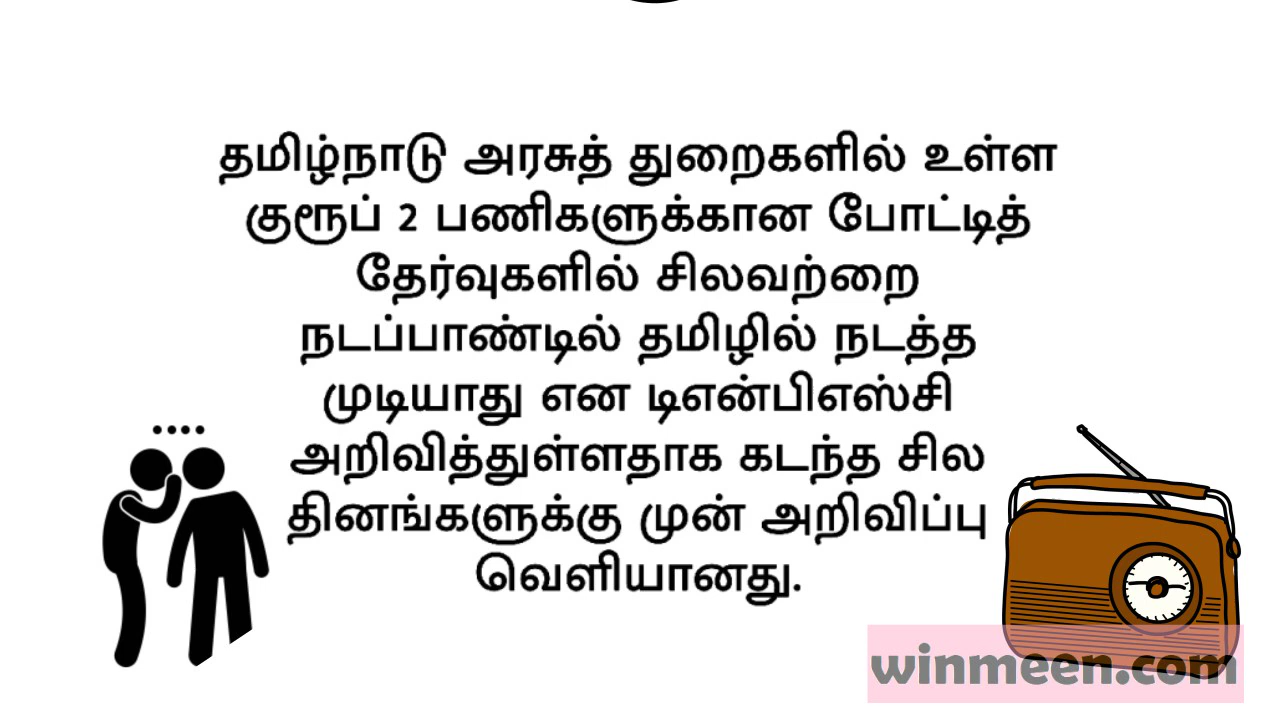 தமிழ்நாடு அரசுத் துறைகளில் உள்ள
குரூப் 2 பணிகளுக்கான போட்டித்
தேர்வுகளில் சிலவற்றை
நடப்பாண்டில் தமிழில் நடத்த
முடியாது என டிஎன்பிஎஸ்சி
அறிவித்துள்ளதாக கடந்த சில
தினங்களுக்கு முன் அறிவிப்பு
வெளியானது.
winmeen.com